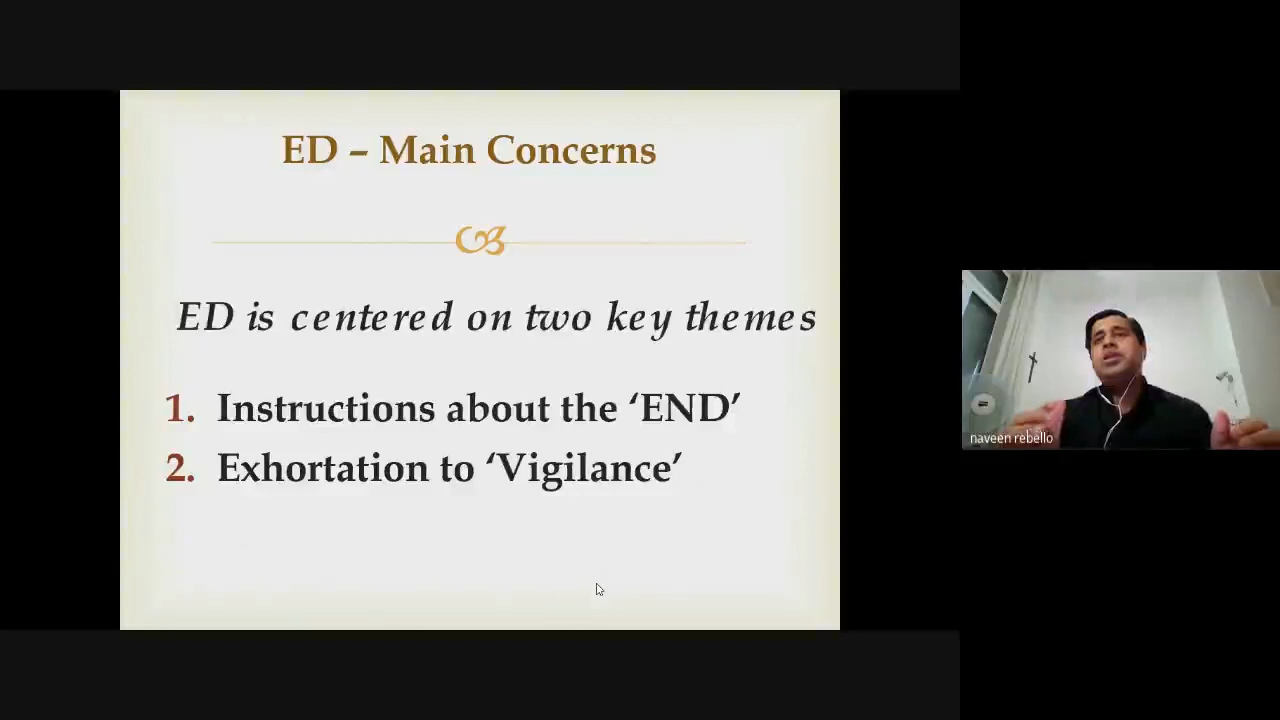 ED – Main Concerns
ED is centered on two key themes
1. Instructions about the ‘END’
2. Exhortation to ‘Vigilance’
naveen rebello